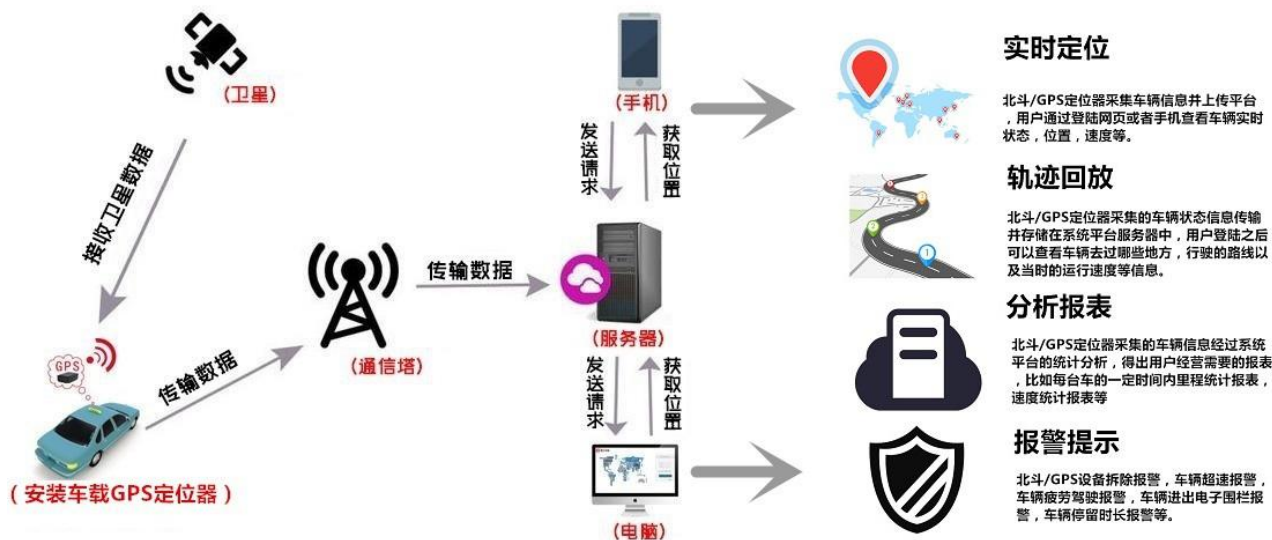 (卫星)
接收卫星数据
GPS
(安装车载GPS定位器)
传输数据
(通信塔)
传输数据
(手机)
发送请求
获取位置
(服务器)
发送请求
获取位置
(电脑)
实时定位
北斗/GPS定位器采集车辆信息并上传平台
，用户通过登陆网页或者手机查看车辆实时
状态，位置，速度等。
轨迹回放
北斗/GPS定位器采集的车辆状态信息传输
并存储在系统平台服务器中，用户登陆之后
可以查看车辆去过哪些地方，行驶的路线以
及当时的运行速度等信息。
1
分析报表
北斗/GPS定位器采集的车辆信息经过系统
平台的统计分析，得出用户经营需要的报表
，比如每台车的一定时间内里程统计报表，
速度统计报表等
报警提示
北斗/GPS设备拆除报警，车辆超速报警，
车辆疲劳驾驶报警，车辆进出电子围栏报
警，车辆停留时长报警等。